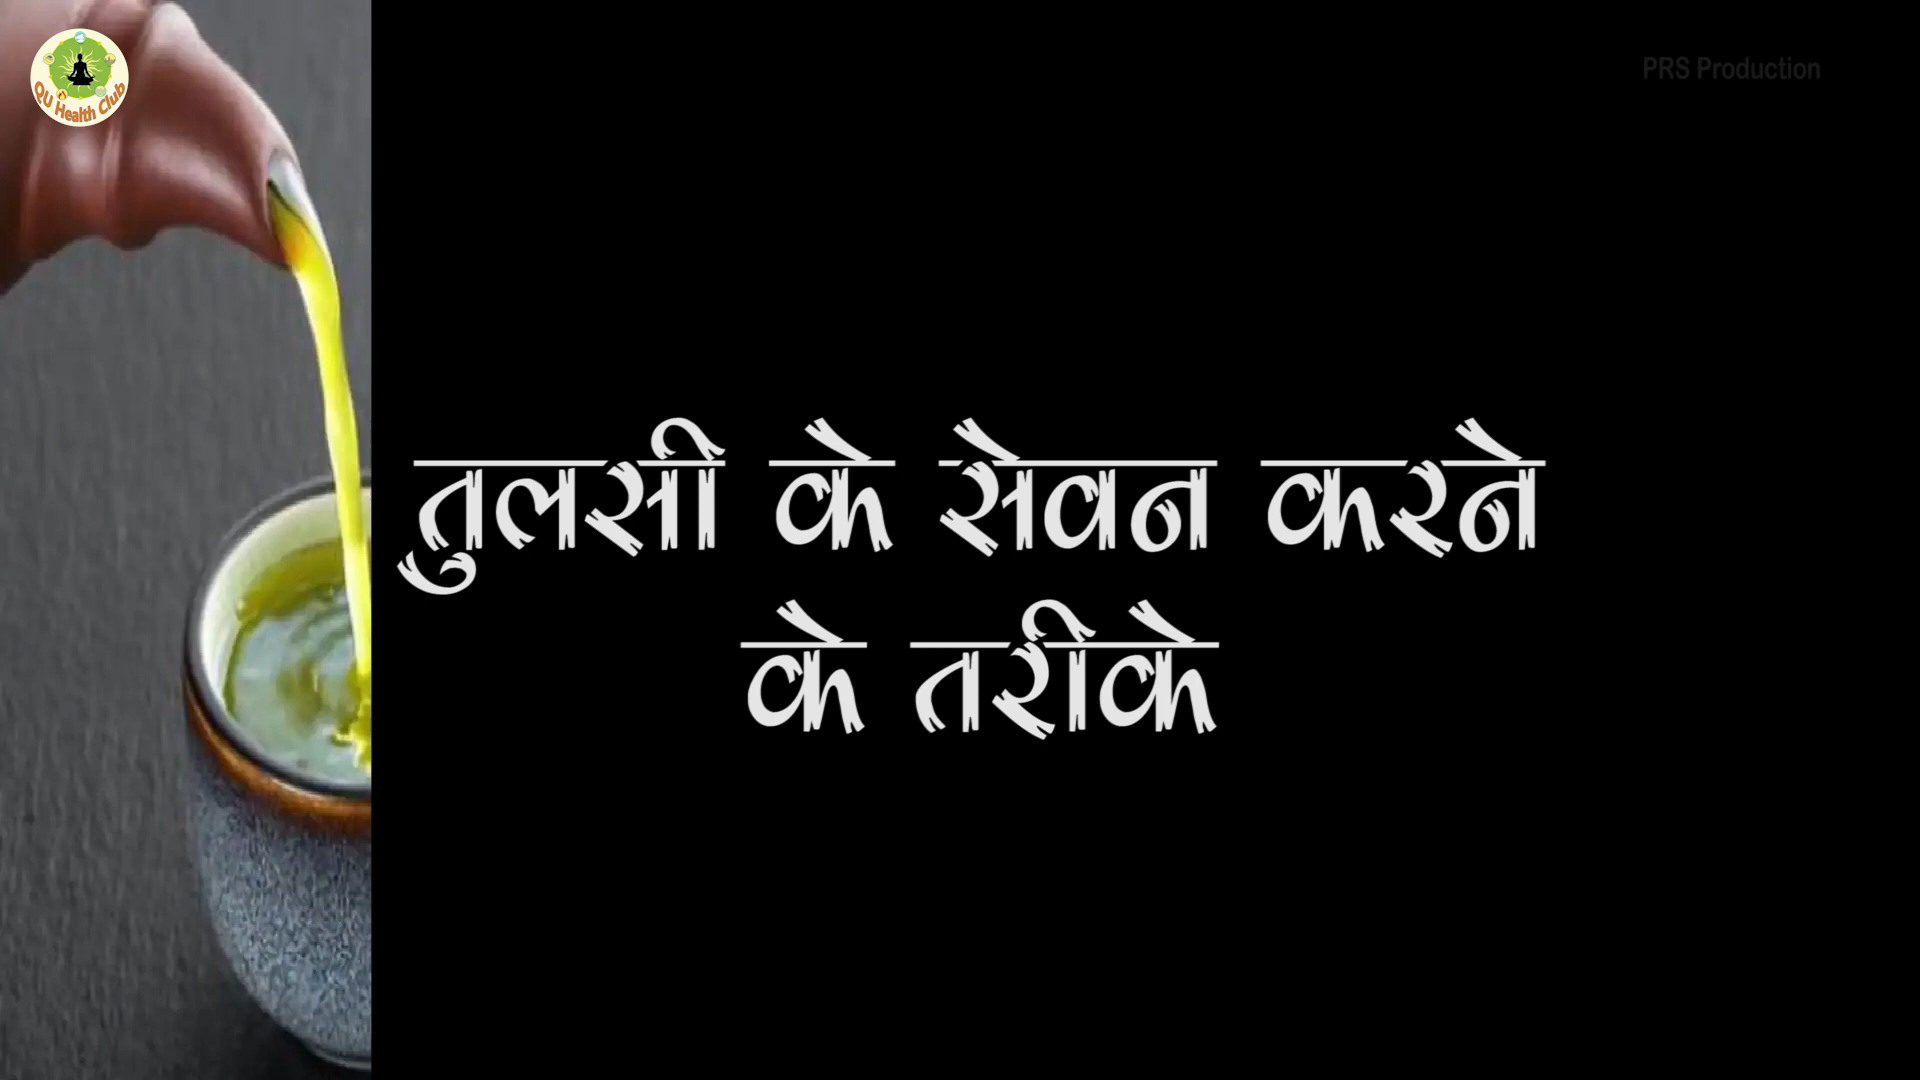 QU Health Club
PRS Production
तुलसी के सेवन करने
के तरीके